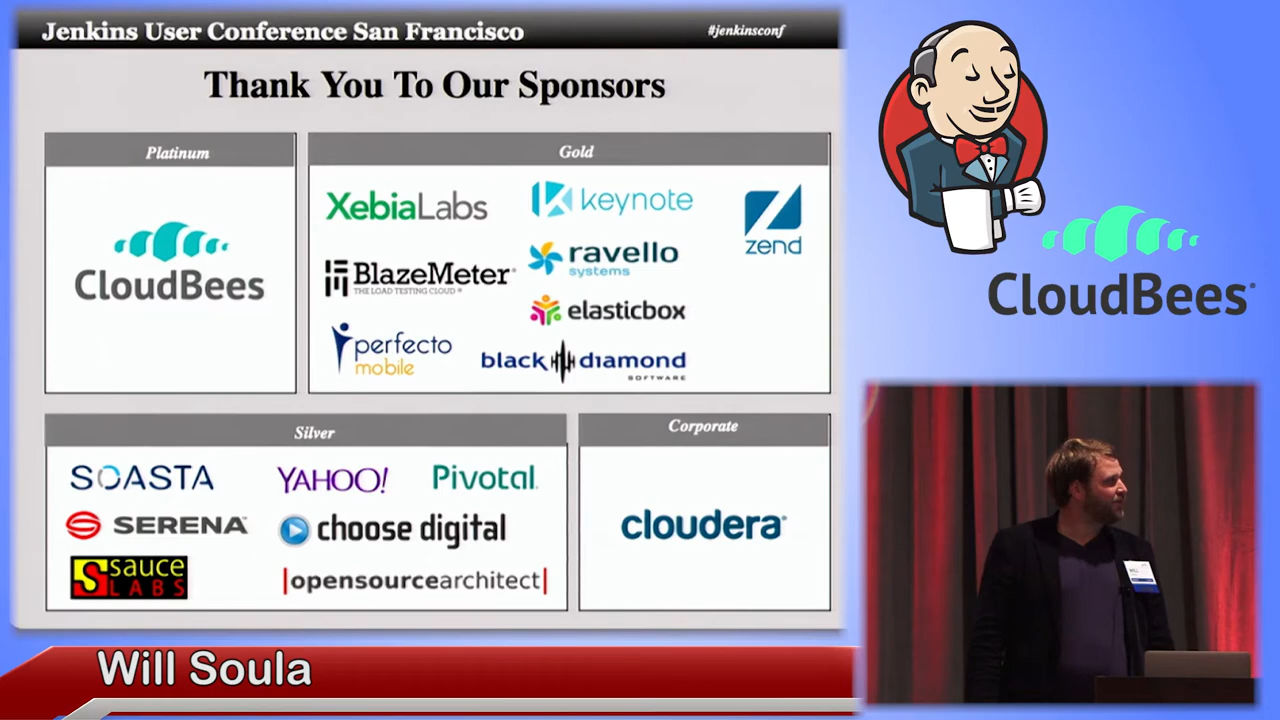 Jenkins User Conference San Francisco
#jenkinsconf
Thank You To Our Sponsors
Platinum
CloudBees
Gold
XebiaLabs
keynote
zend
ravello
systems
BlazeMeter®
THE LOAD TESTING CLOUD®
elasticbox
perfecto
mobile
black diamond
SOFTWARE
Silver
SOASTA
YAHOO!
Pivotal
SERENA
choose digital
sauce
LABS
|opensourcearchitect|
Corporate
cloudera®
CloudBees®
WILL
Will Soula